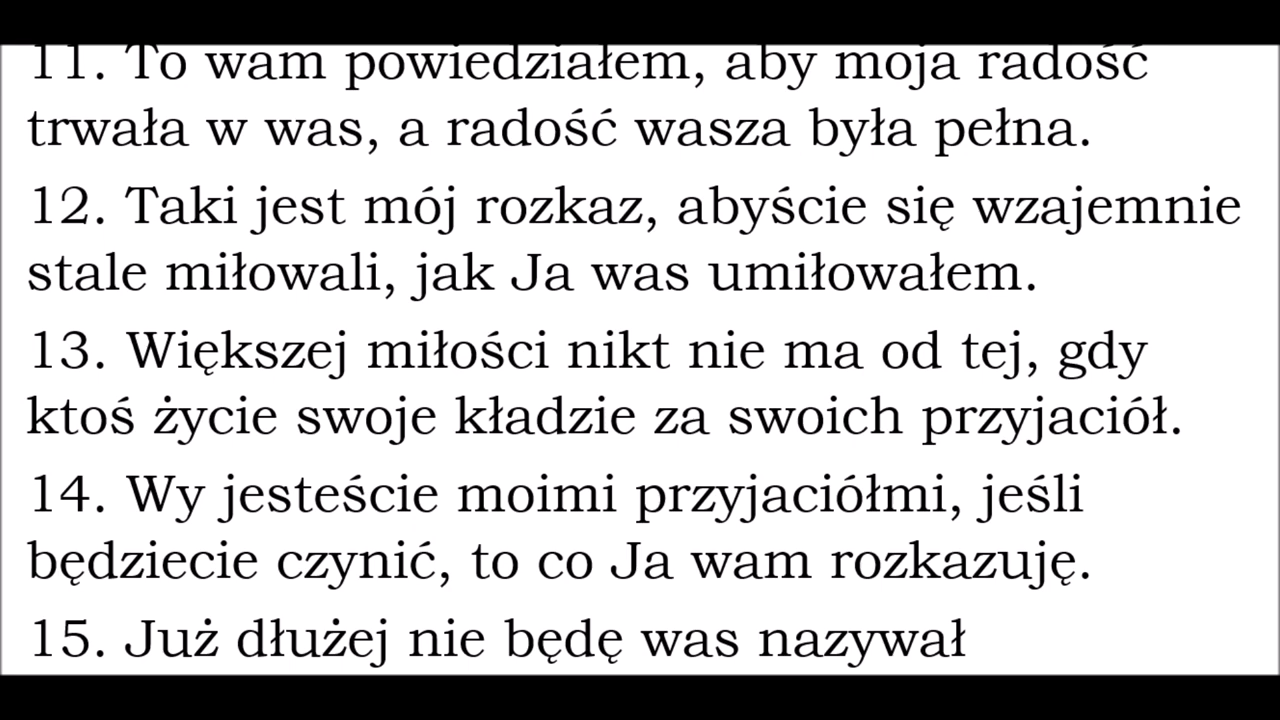 11. To wam powiedziałem, aby moja radość
trwała w was, a radość wasza była pełna.
12. Taki jest mój rozkaz, abyście się wzajemnie
stale miłowali, jak Ja was umiłowałem.
13. Większej miłości nikt nie ma od tej, gdy
ktoś życie swoje kładzie za swoich przyjaciół.
14. Wy jesteście moimi przyjaciółmi, jeśli
będziecie czynić, to co Ja wam rozkazuję.
15. Już dłużej nie będę was nazywał